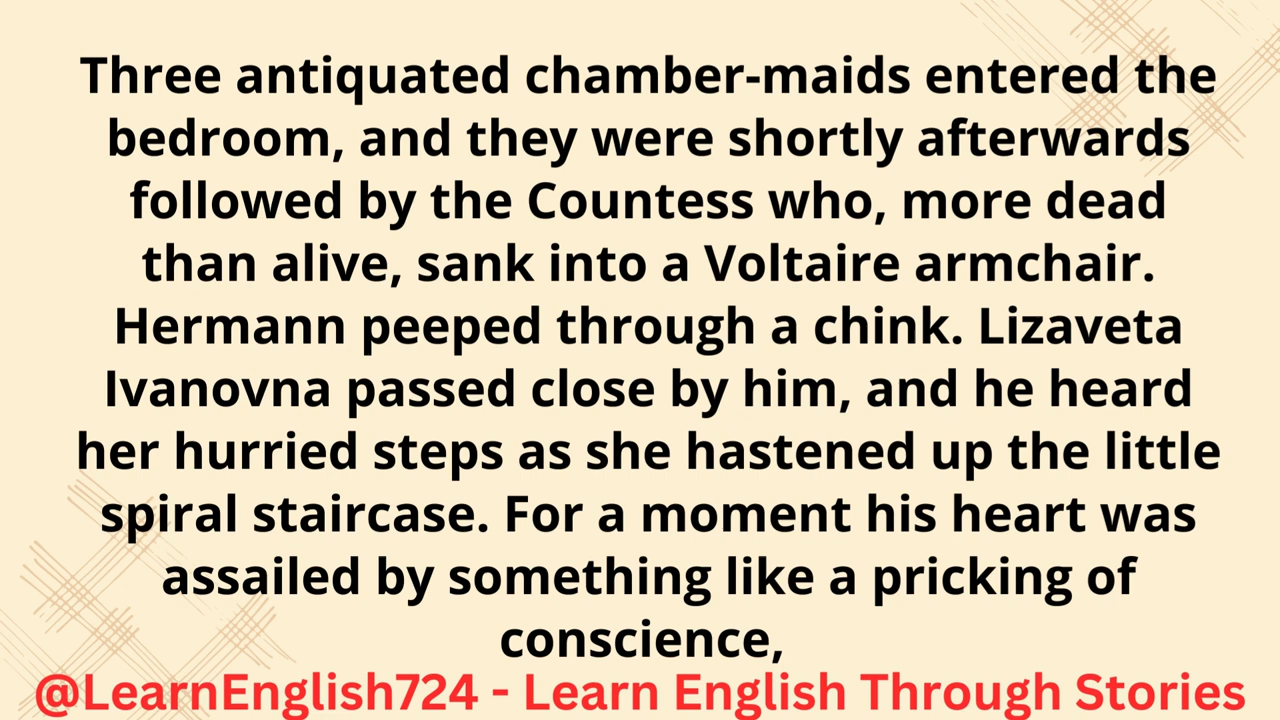 Three antiquated chamber-maids entered the
bedroom, and they were shortly afterwards
followed by the Countess who, more dead
than alive, sank into a Voltaire armchair.
Hermann peeped through a chink. Lizaveta
Ivanovna passed close by him, and he heard
her hurried steps as she hastened up the little
spiral staircase. For a moment his heart was
assailed by something like a pricking of
conscience,
@LearnEnglish724 - Learn English Through Stories